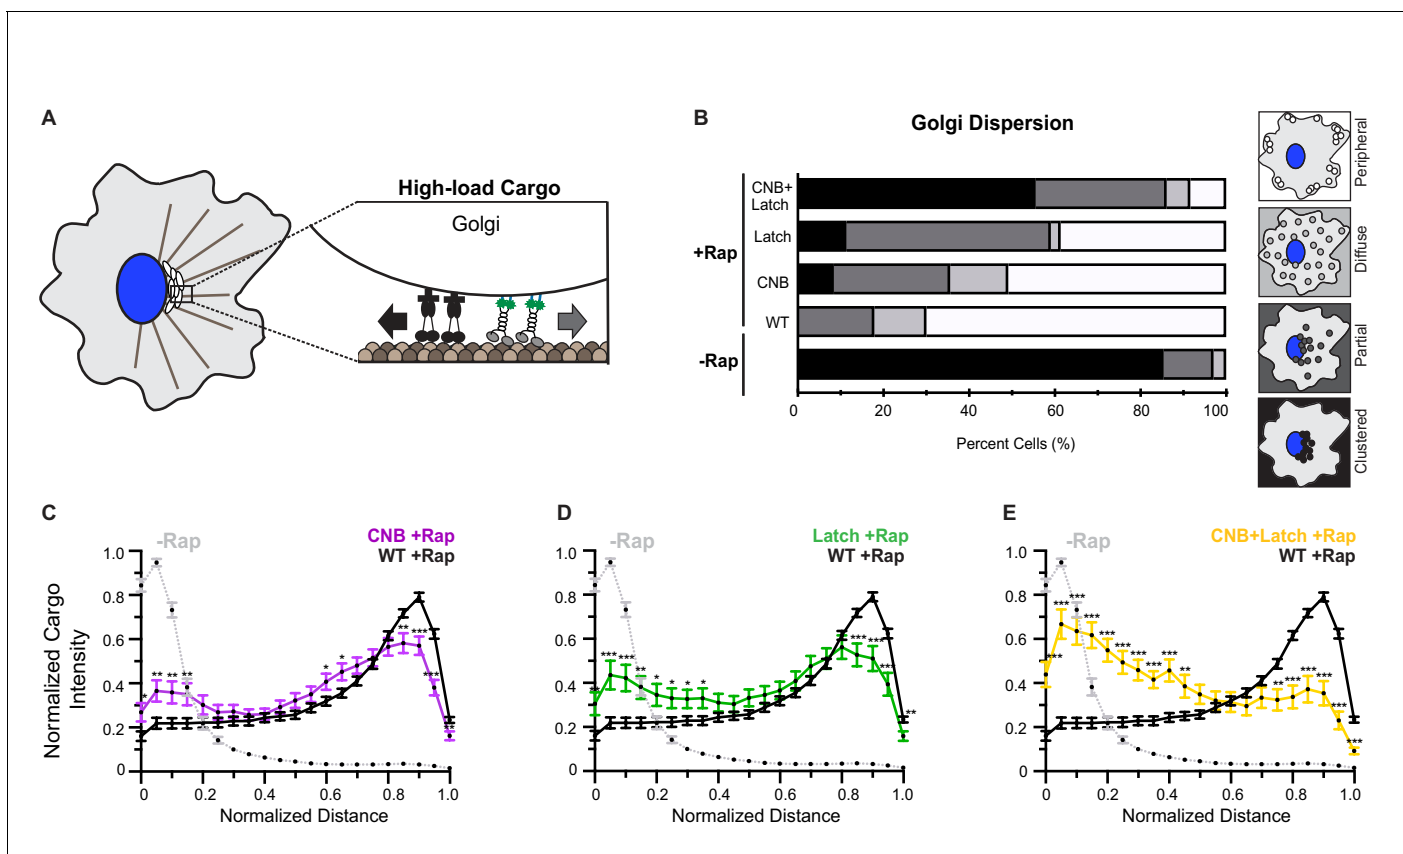 A
High-load Cargo
Golgi
B
Golgi Dispersion
CNB+
Latch
Latch
CNB
WT
+Rap
-Rap
0 20 40 60 80 100
Percent Cells (%)
Peripheral
Diffuse
Partial
Clustered
C
-Rap
CNB +Rap
WT +Rap
Normalized Cargo
Intensity
1.0
0.8
0.6
0.4
0.2
0
* ** ** ** * * ** *** *** **
0 0.2 0.4 0.6 0.8 1.0
Normalized Distance
D
-Rap
Latch +Rap
WT +Rap
1.0
0.8
0.6
0.4
0.2
0
** *** *** ** * * * * *** *** *** **
0 0.2 0.4 0.6 0.8 1.0
Normalized Distance
E
-Rap
CNB+Latch +Rap
WT +Rap
1.0
0.8
0.6
0.4
0.2
0
*** *** *** *** *** *** *** *** *** ** ** *** *** *** *** ***
0 0.2 0.4 0.6 0.8 1.0
Normalized Distance